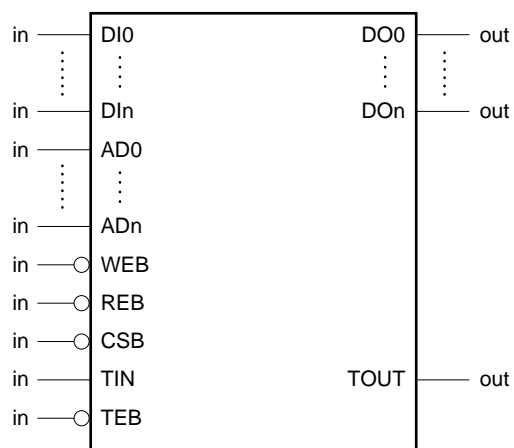 in DI0 DO0 out
in DIn DOn out
in AD0
in ADn
in WEB
in REB
in CSB
in TIN TOUT out
in TEB